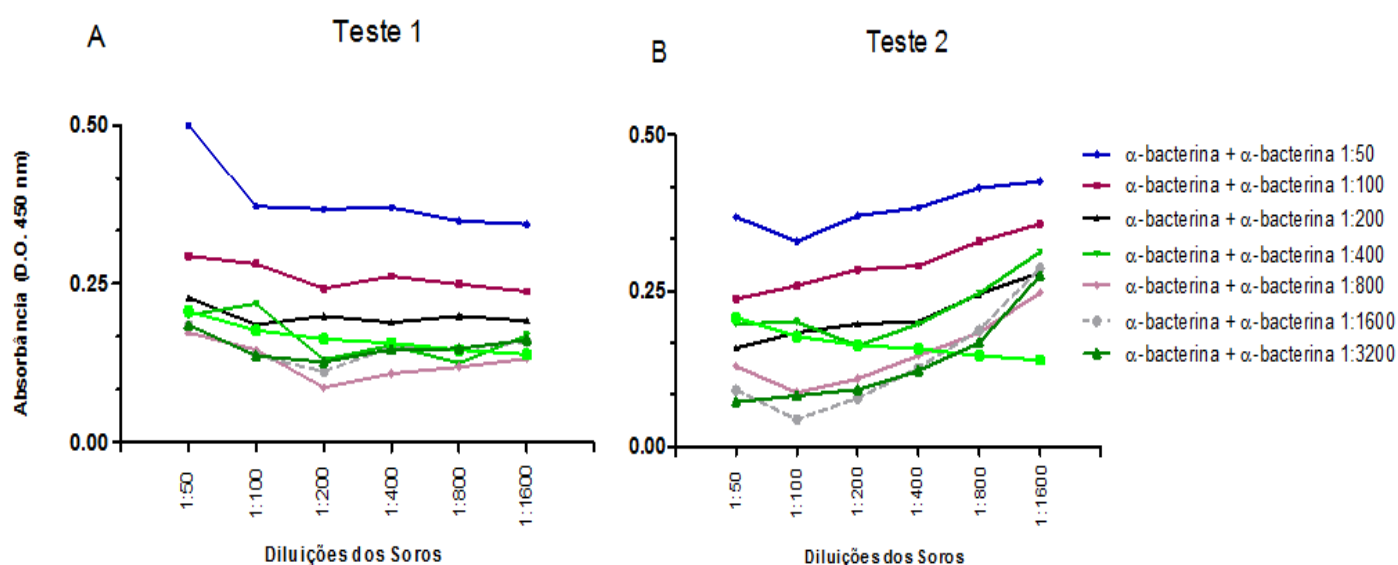 A
Teste 1
B
Teste 2
Absorbância (D.O. 450 nm)
0.50
0.25
0.00
1:50
1:100
1:200
1:400
1:800
1:1600
Diluições dos Soros
0.50
0.25
0.00
1:50
1:100
1:200
1:400
1:800
1:1600
Diluições dos Soros
α-bacterina + α-bacterina 1:50
α-bacterina + α-bacterina 1:100
α-bacterina + α-bacterina 1:200
α-bacterina + α-bacterina 1:400
α-bacterina + α-bacterina 1:800
α-bacterina + α-bacterina 1:1600
α-bacterina + α-bacterina 1:3200